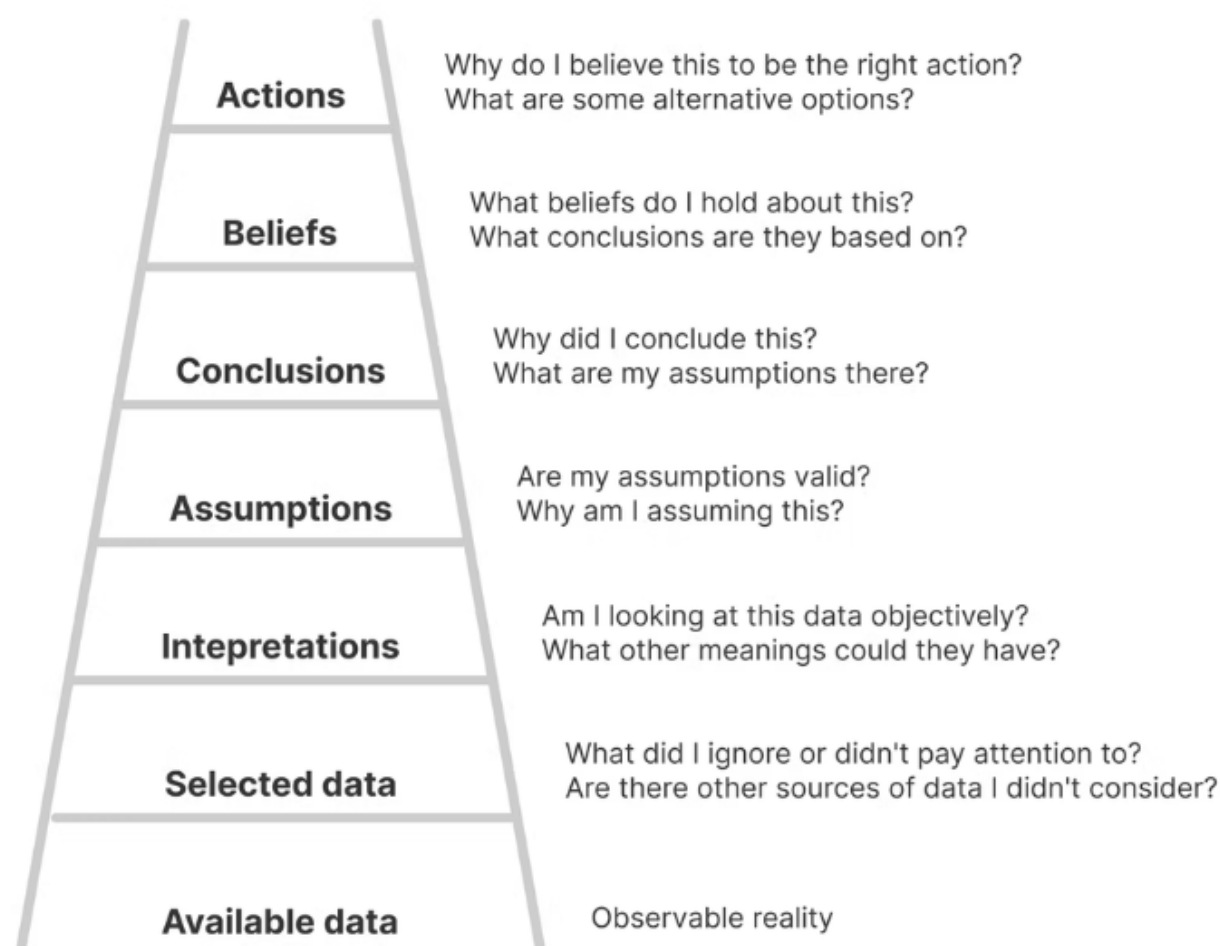 Actions
Why do I believe this to be the right action?
What are some alternative options?
Beliefs
What beliefs do I hold about this?
What conclusions are they based on?
Conclusions
Why did I conclude this?
What are my assumptions there?
Assumptions
Are my assumptions valid?
Why am I assuming this?
Intepretations
Am I looking at this data objectively?
What other meanings could they have?
Selected data
What did I ignore or didn't pay attention to?
Are there other sources of data I didn't consider?
Available data
Observable reality